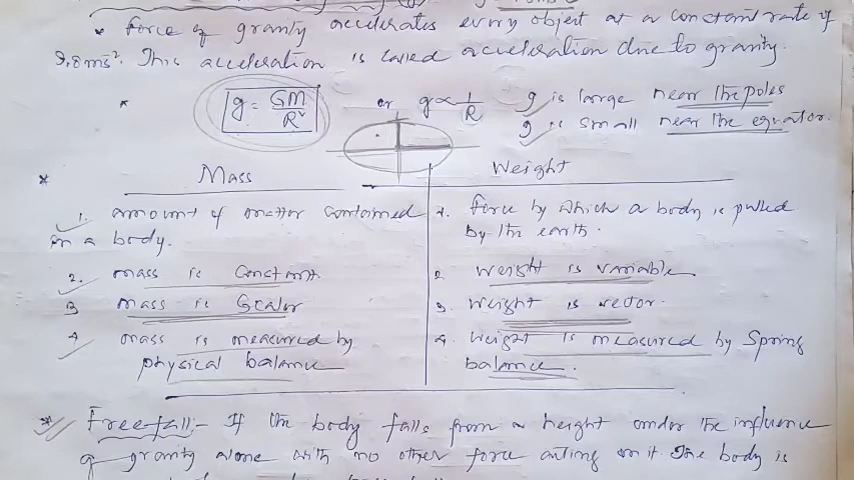 * Force of gravity accelerates every object at a constant rate of
9.8ms². This acceleration is called acceleration due to gravity.
* g = GM/R² or g ∝ 1/R g is large near the poles
g is small near the equator.
* Mass Weight
1. amount of matter contained
in a body.
2. mass is Constant.
3 mass is Scalar
4 mass is measured by
physical balance
1. Force by which a body is pulled
by the earth.
2 Weight is variable.
3. Weight is vector.
4. Weight is measured by Spring
balance.
* Free fall:- If the body falls from a height under the influence
of gravity alone with no other force acting on it. The body is